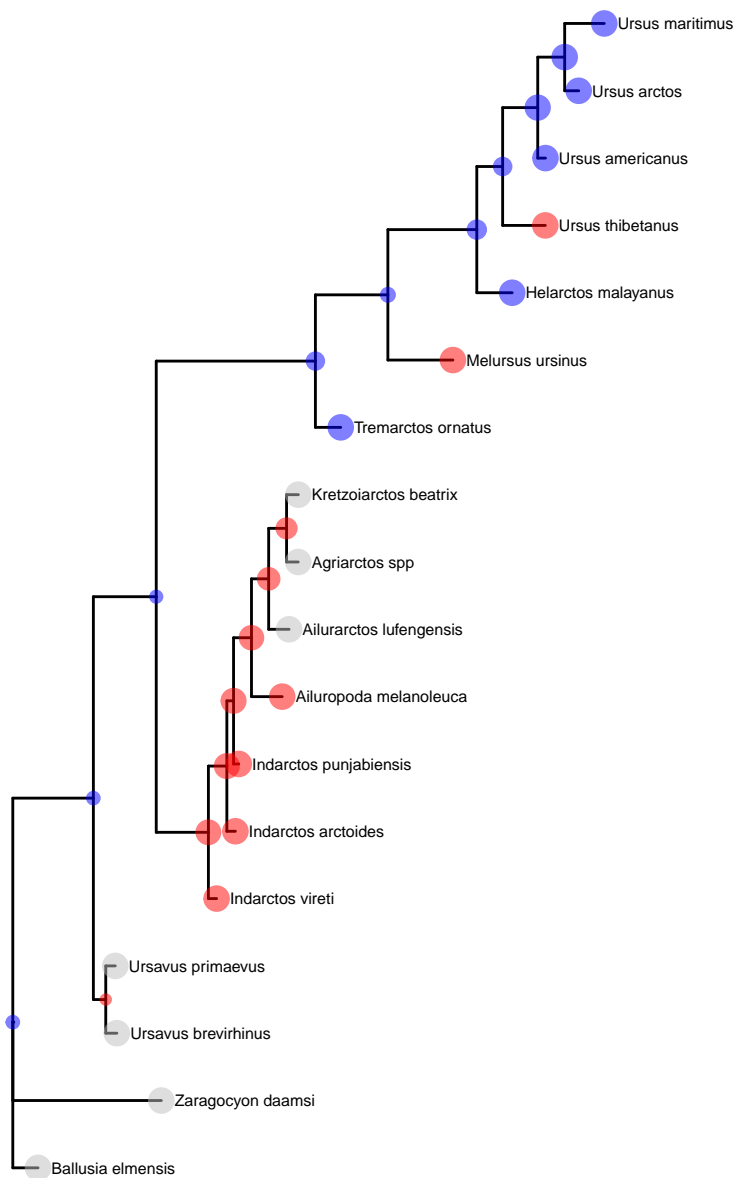 Ursus maritimus
Ursus arctos
Ursus americanus
Ursus thibetanus
Helarctos malayanus
Melursus ursinus
Tremarctos ornatus
Kretzoiarctos beatrix
Agriarctos spp
Ailurarctos lufengensis
Ailuropoda melanoleuca
Indarctos punjabiensis
Indarctos arctoides
Indarctos vireti
Ursavus primaevus
Ursavus brevirhinus
Zaragocyon daamsi
Ballusia elmensis